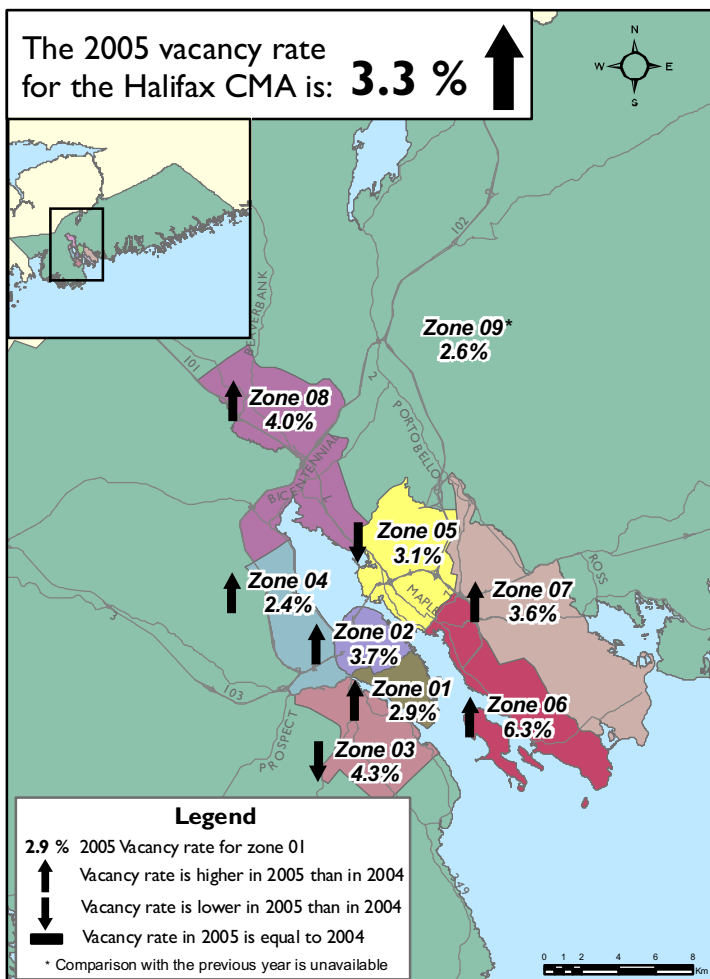 The 2005 vacancy rate
for the Halifax CMA is: 3.3 %
N
W E
S
102
BEAVERBANK
101
Zone 09*
2.6%
2
Zone 08
4.0%
PORTOBELLO
BICENTENNIAL
Zone 05
3.1%
ROSS
Zone 04
2.4%
MAPLE
Zone 07
3.6%
3
Zone 02
3.7%
103
Zone 01
2.9%
Zone 06
6.3%
PROSPECT
Zone 03
4.3%
349
Legend
2.9 % 2005 Vacancy rate for zone 01
Vacancy rate is higher in 2005 than in 2004
Vacancy rate is lower in 2005 than in 2004
Vacancy rate in 2005 is equal to 2004
* Comparison with the previous year is unavailable
0 2 4 6 8
Km